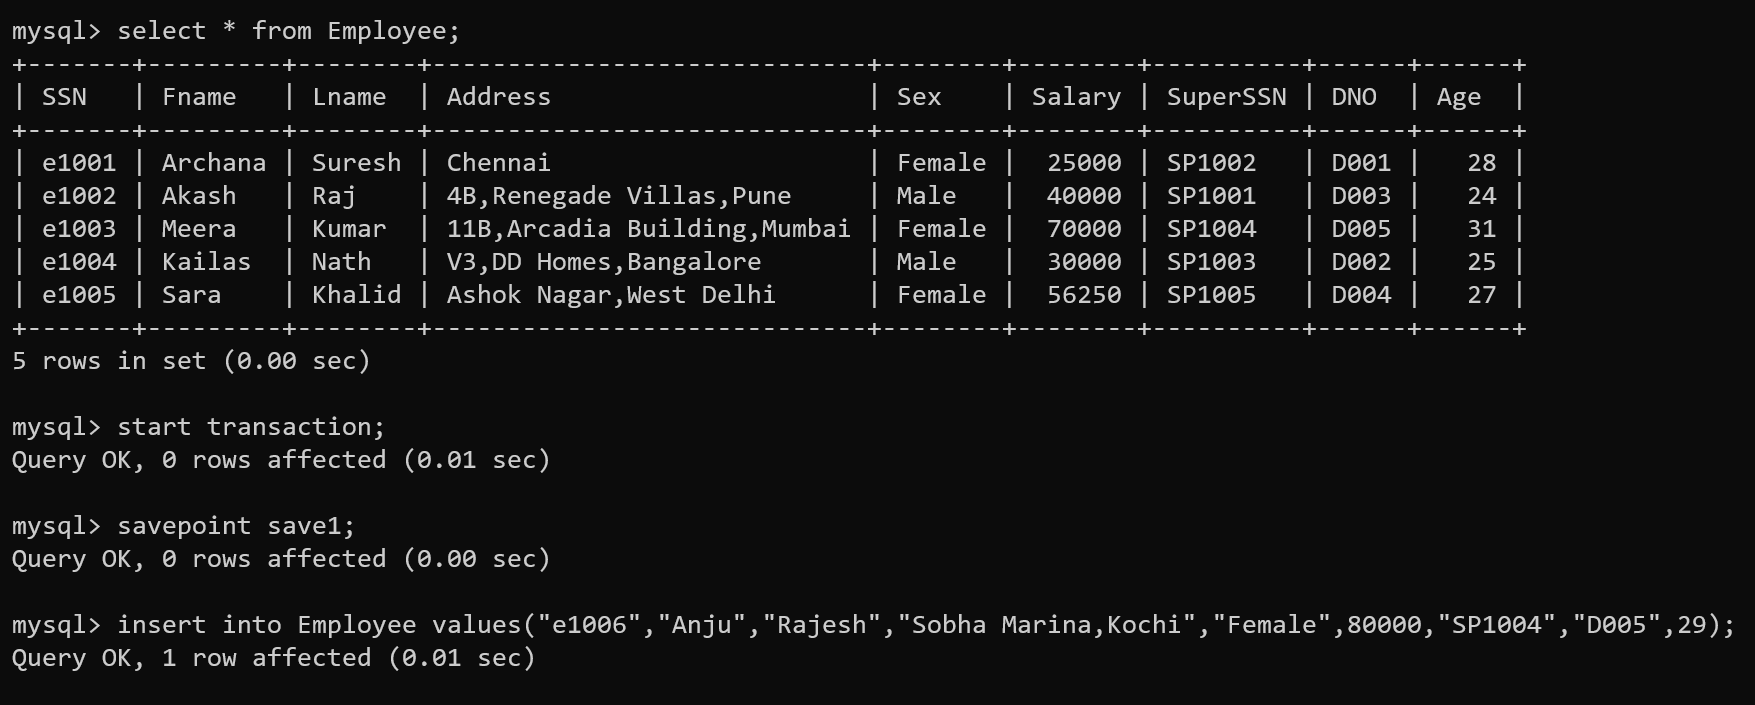 mysql> select * from Employee;
+-------+---------+--------+-----------------------------+--------+--------+----------+------+------+
| SSN   | Fname   | Lname  | Address                     | Sex    | Salary | SuperSSN | DNO  | Age  |
+-------+---------+--------+-----------------------------+--------+--------+----------+------+------+
| e1001 | Archana | Suresh | Chennai                     | Female |  25000 | SP1002   | D001 |   28 |
| e1002 | Akash   | Raj    | 4B,Renegade Villas,Pune     | Male   |  40000 | SP1001   | D003 |   24 |
| e1003 | Meera   | Kumar  | 11B,Arcadia Building,Mumbai | Female |  70000 | SP1004   | D005 |   31 |
| e1004 | Kailas  | Nath   | V3,DD Homes,Bangalore       | Male   |  30000 | SP1003   | D002 |   25 |
| e1005 | Sara    | Khalid | Ashok Nagar,West Delhi      | Female |  56250 | SP1005   | D004 |   27 |
+-------+---------+--------+-----------------------------+--------+--------+----------+------+------+
5 rows in set (0.00 sec)
mysql> start transaction;
Query OK, 0 rows affected (0.01 sec)
mysql> savepoint save1;
Query OK, 0 rows affected (0.00 sec)
mysql> insert into Employee values("e1006","Anju","Rajesh","Sobha Marina,Kochi","Female",80000,"SP1004","D005",29);
Query OK, 1 row affected (0.01 sec)